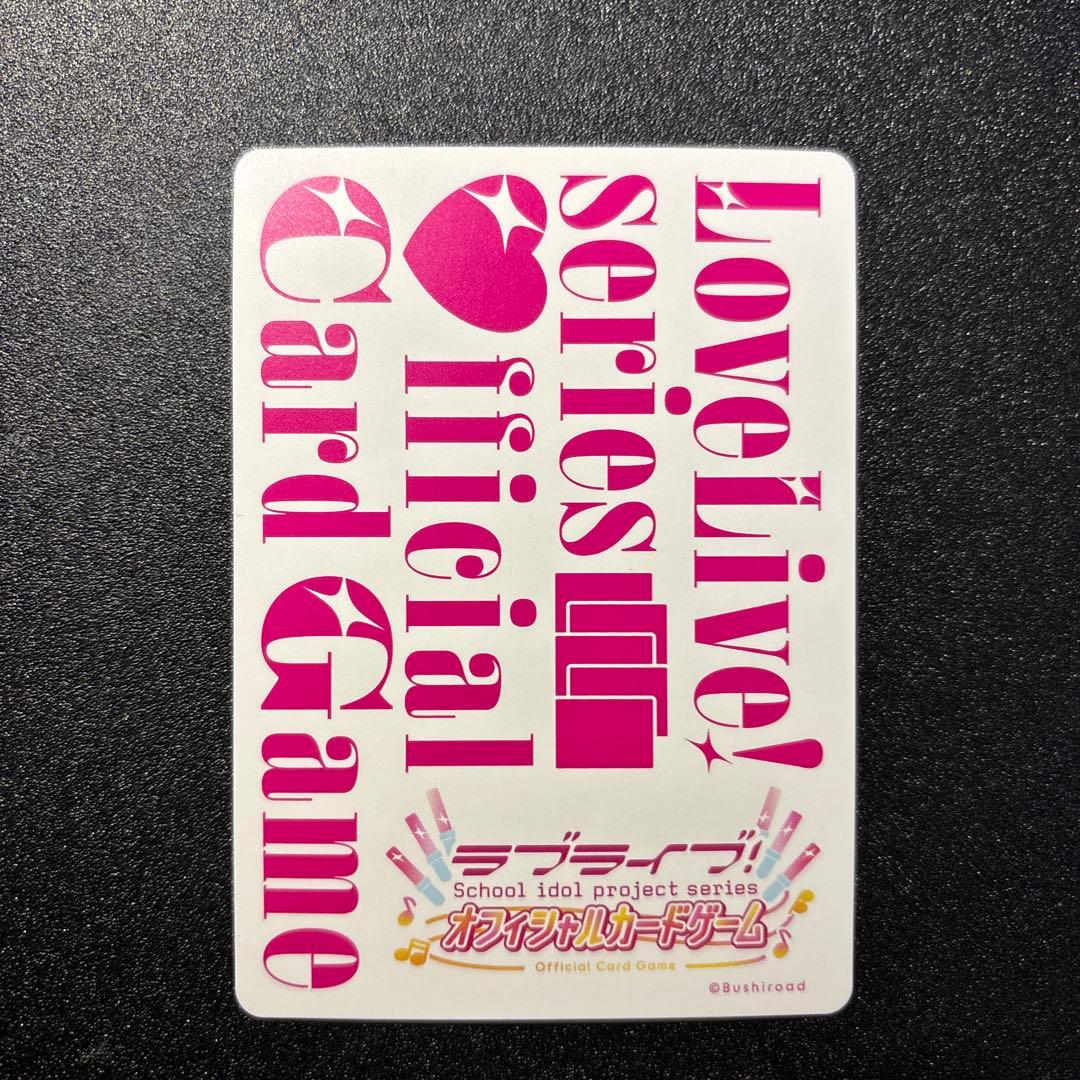 LoveLive!
series
♥fficial
Card Game
ラブライブ!
School idol project series
オフィシャルカードゲーム
Official Card Game
©Bushiroad